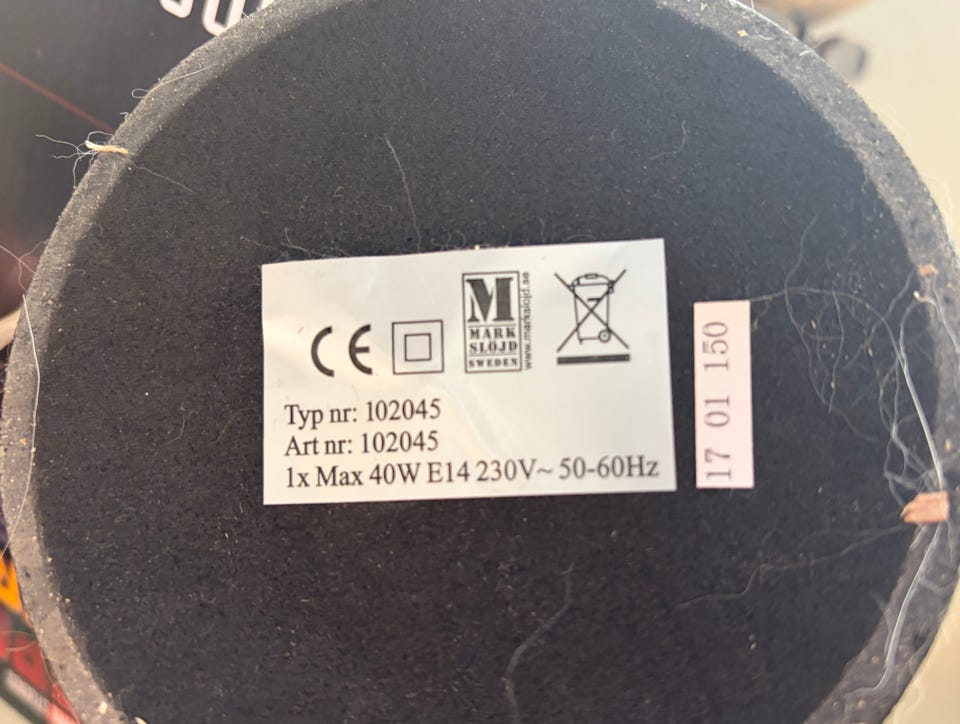 CE
M
MARK
SLÖJD
SWEDEN
www.markslojd.se
Typ nr: 102045
Art nr: 102045
1x Max 40W E14 230V~ 50-60Hz
17 01 150